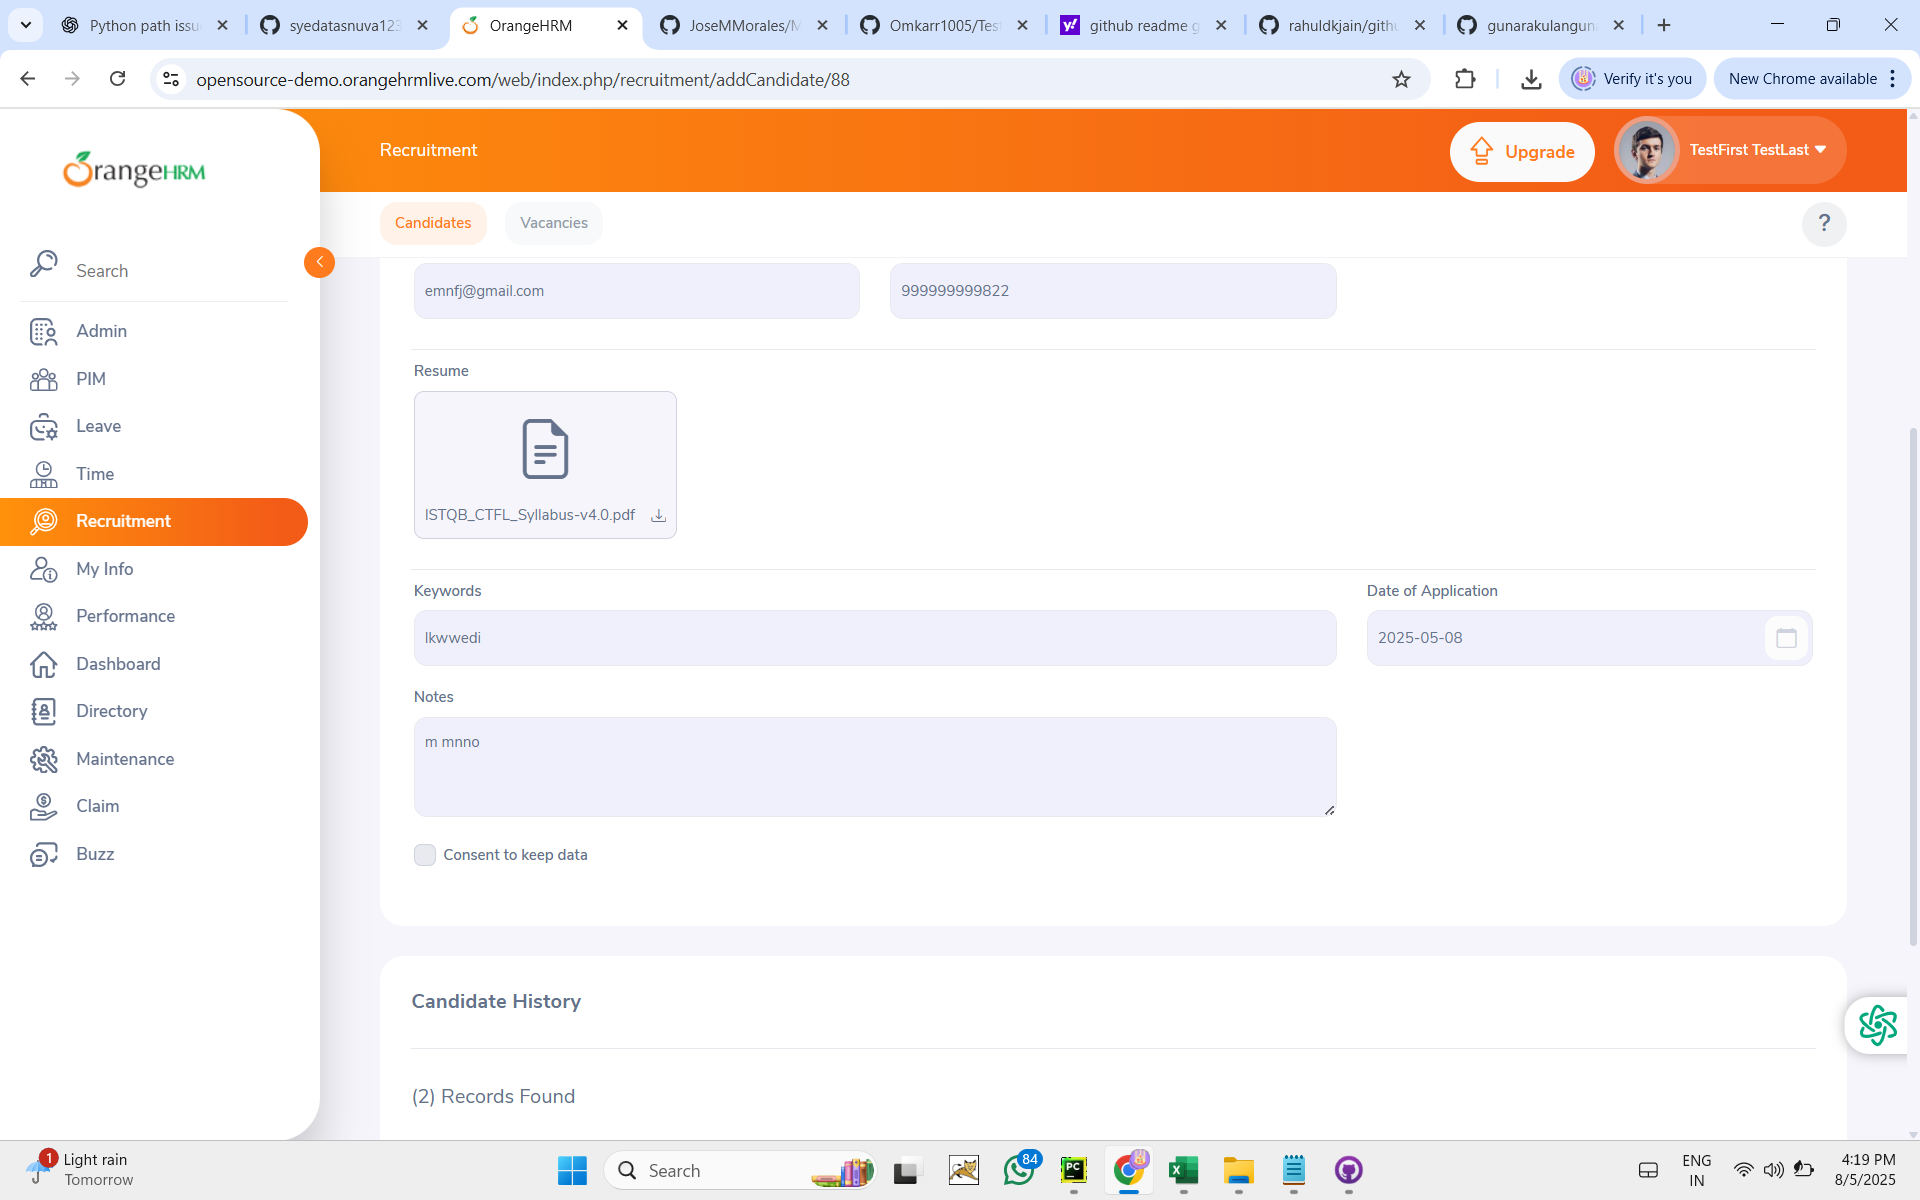 Python path issu
syedatasnuva123
OrangeHRM
JoseMMorales/M
Omkarr1005/Test
github readme g
rahuldkjain/githu
gunarakulangun
opensource-demo.orangehrmlive.com/web/index.php/recruitment/addCandidate/88
Verify it's you
New Chrome available
OrangeHRM
Recruitment
Upgrade
TestFirst TestLast
Candidates
Vacancies
?
Search
Admin
PIM
Leave
Time
Recruitment
My Info
Performance
Dashboard
Directory
Maintenance
Claim
Buzz
emnfj@gmail.com
999999999822
Resume
ISTQB_CTFL_Syllabus-v4.0.pdf
Keywords
Date of Application
lkwwedi
2025-05-08
Notes
m mnno
Consent to keep data
Candidate History
(2) Records Found
1
Light rain
Tomorrow
Search
84
PC
ENG
IN
4:19 PM
8/5/2025